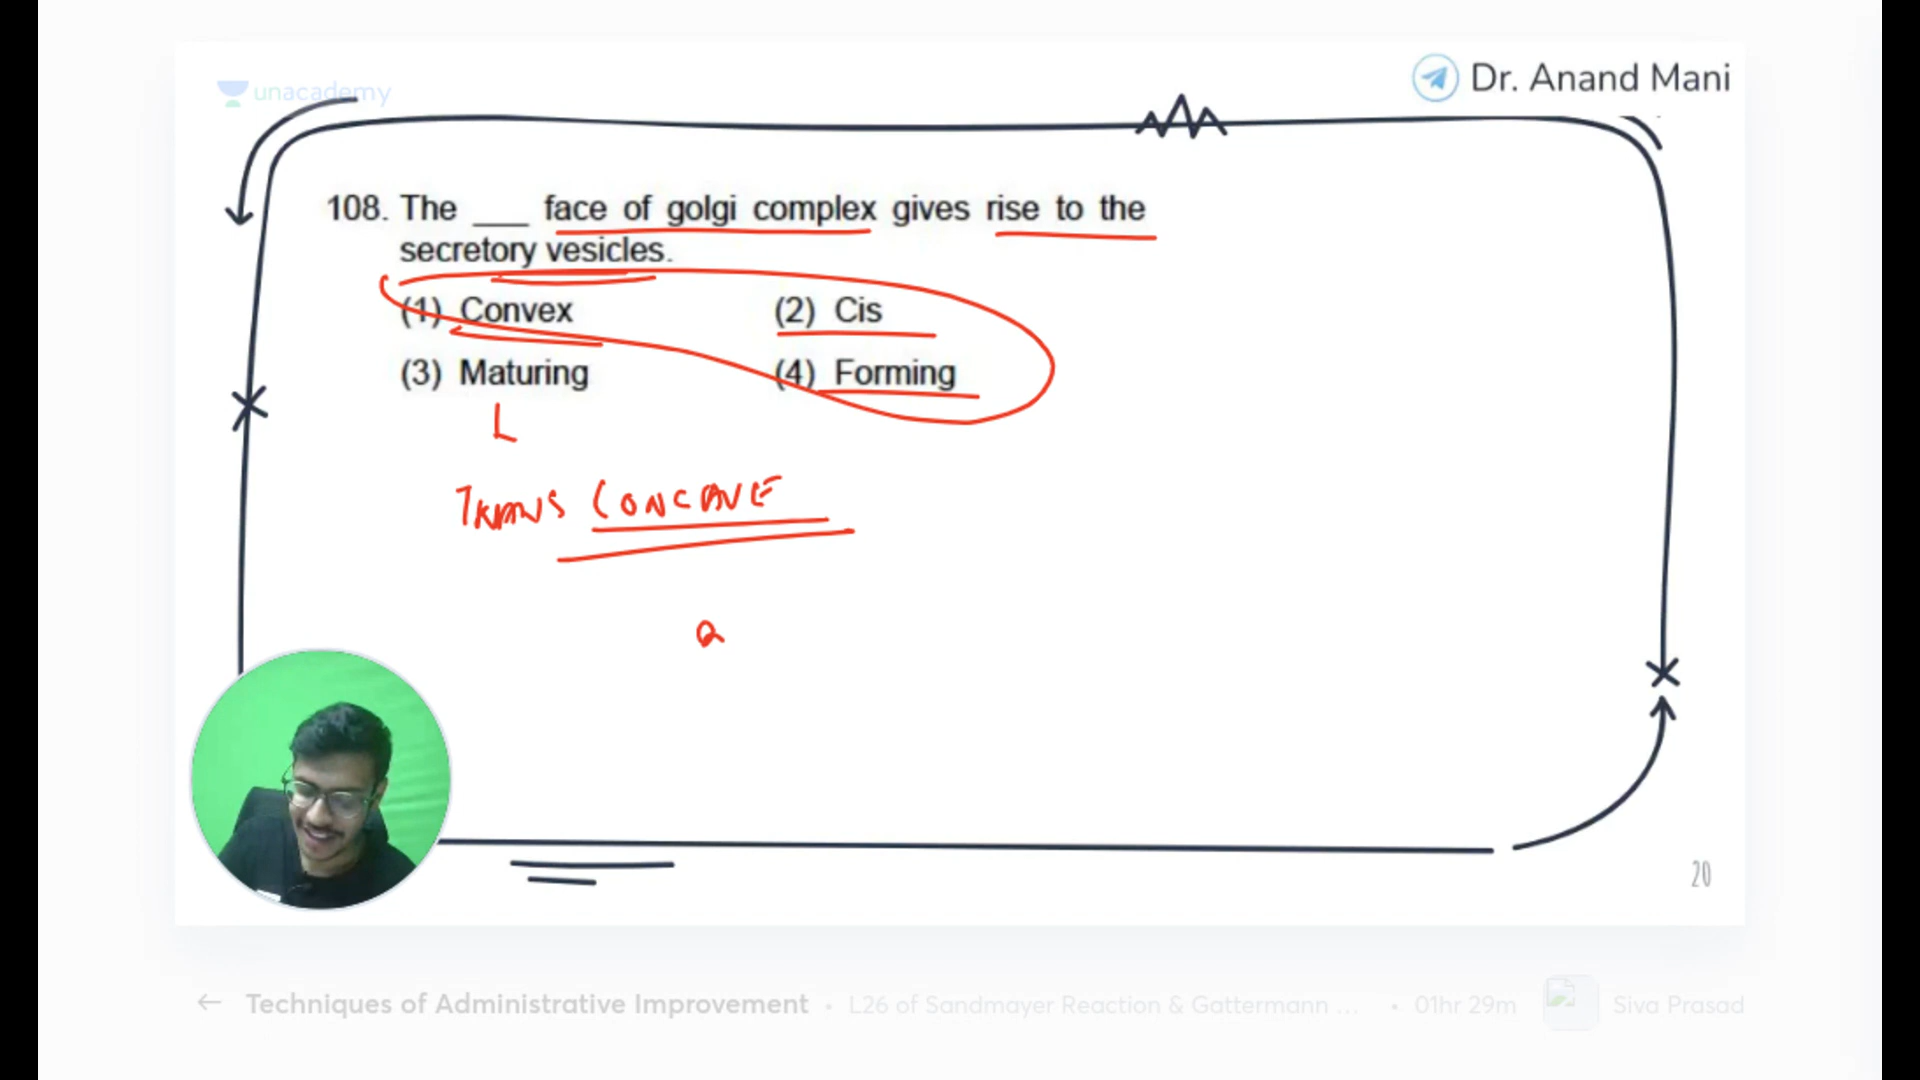 unacademy
Dr. Anand Mani
108. The ___ face of golgi complex gives rise to the
secretory vesicles.
(1) Convex (2) Cis
(3) Maturing (4) Forming
TRANS CONCAVE
20
Techniques of Administrative Improvement • L26 of Sandmayer Reaction & Gattermann ... • 01hr 29m Siva Prasad